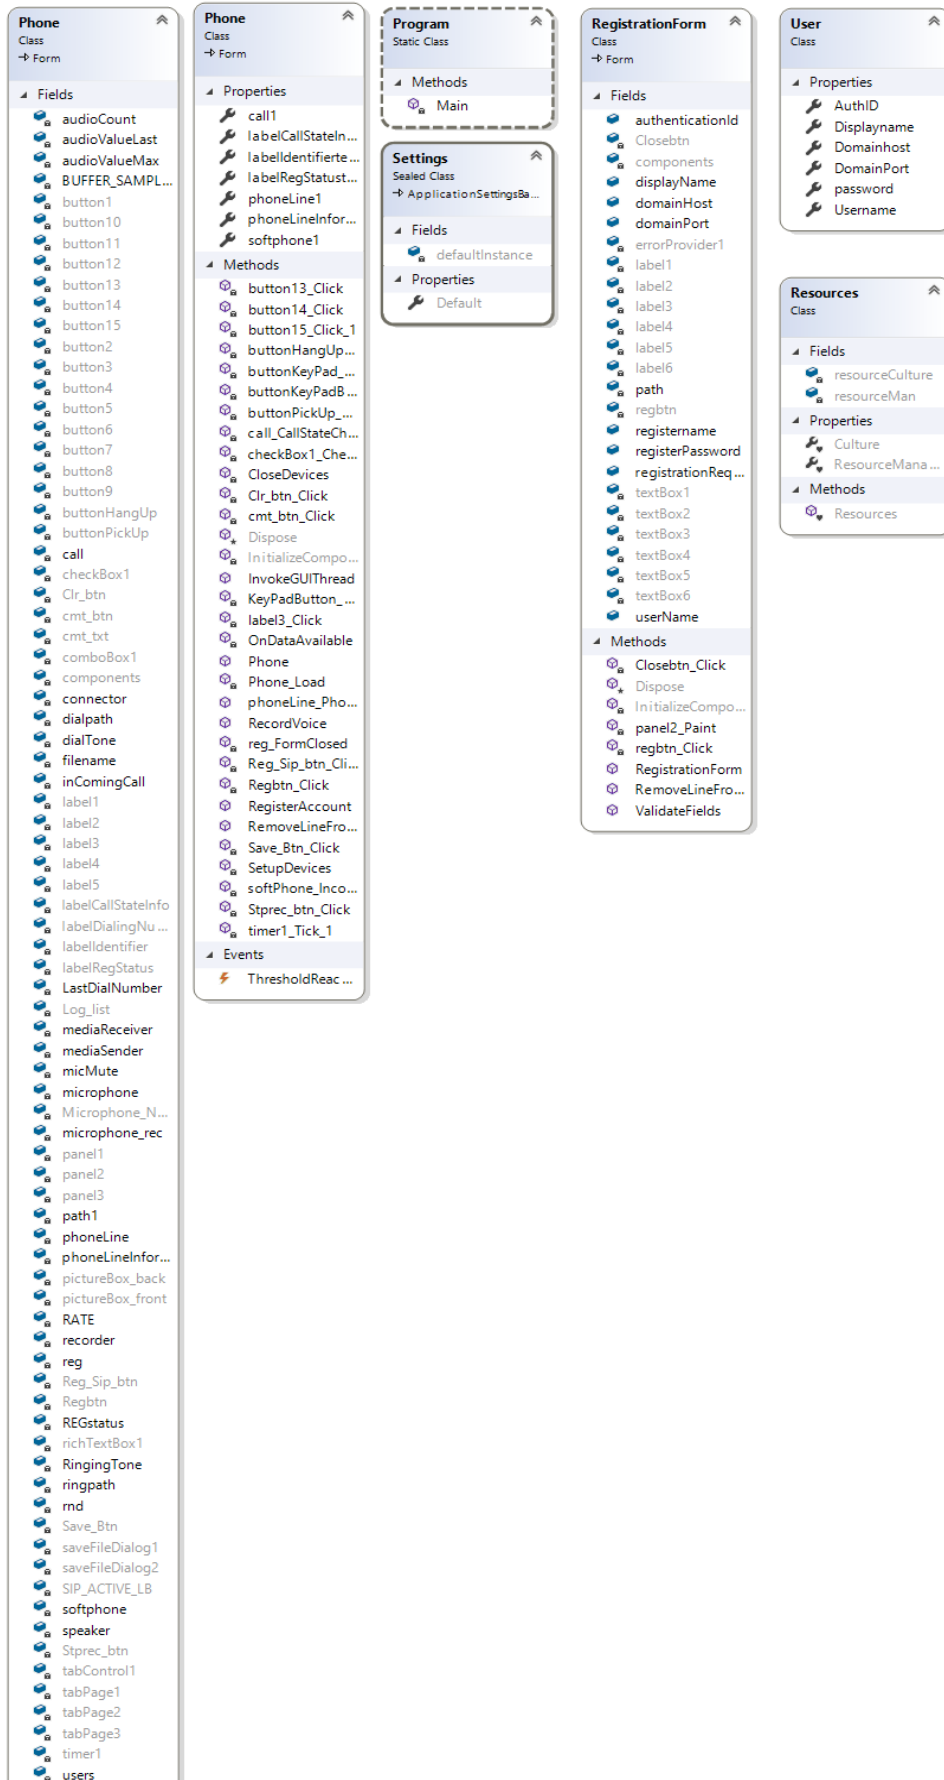 Phone
Class
Form
Fields
audioCount
audioValueLast
audioValueMax
BUFFER_SAMPL...
button1
button10
button11
button12
button13
button14
button15
button2
button3
button4
button5
button6
button7
button8
button9
buttonHangUp
buttonPickUp
call
checkBox1
Clr_btn
cmt_btn
cmt_txt
comboBox1
components
connector
dialpath
dialTone
filename
inComingCall
label1
label2
label3
label4
label5
labelCallStateInfo
labelDialingNu...
labelIdentifier
labelRegStatus
LastDialNumber
Log_list
mediaReceiver
mediaSender
micMute
microphone
Microphone_N...
microphone_rec
panel1
panel2
panel3
path1
phoneLine
phoneLineInfor...
pictureBox_back
pictureBox_front
RATE
recorder
reg
Reg_Sip_btn
Regbtn
REGstatus
richTextBox1
RingingTone
ringpath
rnd
Save_Btn
saveFileDialog1
saveFileDialog2
SIP_ACTIVE_LB
softphone
speaker
Stprec_btn
tabControl1
tabPage1
tabPage2
tabPage3
timer1
users
Phone
Class
Form
Properties
call1
labelCallStateIn...
labelIdentifierte...
labelRegStatust...
phoneLine1
phoneLineInfor...
softphone1
Methods
button13_Click
button14_Click
button15_Click_1
buttonHangUp...
buttonKeyPad_...
buttonKeyPadB...
buttonPickUp_...
call_CallStateCh...
checkBox1_Che...
CloseDevices
Clr_btn_Click
cmt_btn_Click
Dispose
InitializeCompo...
InvokeGUIThread
KeyPadButton_...
label3_Click
OnDataAvailable
Phone
Phone_Load
phoneLine_Pho...
RecordVoice
reg_FormClosed
Reg_Sip_btn_Cli...
Regbtn_Click
RegisterAccount
RemoveLineFro...
Save_Btn_Click
SetupDevices
softPhone_Inco...
Stprec_btn_Click
timer1_Tick_1
Events
ThresholdReac...
Program
Static Class
Methods
Main
Settings
Sealed Class
ApplicationSettingsBa...
Fields
defaultInstance
Properties
Default
RegistrationForm
Class
Form
Fields
authenticationId
Closebtn
components
displayName
domainHost
domainPort
errorProvider1
label1
label2
label3
label4
label5
label6
path
regbtn
registername
registerPassword
registrationReq...
textBox1
textBox2
textBox3
textBox4
textBox5
textBox6
userName
Methods
Closebtn_Click
Dispose
InitializeCompo...
panel2_Paint
regbtn_Click
RegistrationForm
RemoveLineFro...
ValidateFields
User
Class
Properties
AuthID
Displayname
Domainhost
DomainPort
password
Username
Resources
Class
Fields
resourceCulture
resourceMan
Properties
Culture
ResourceMana...
Methods
Resources